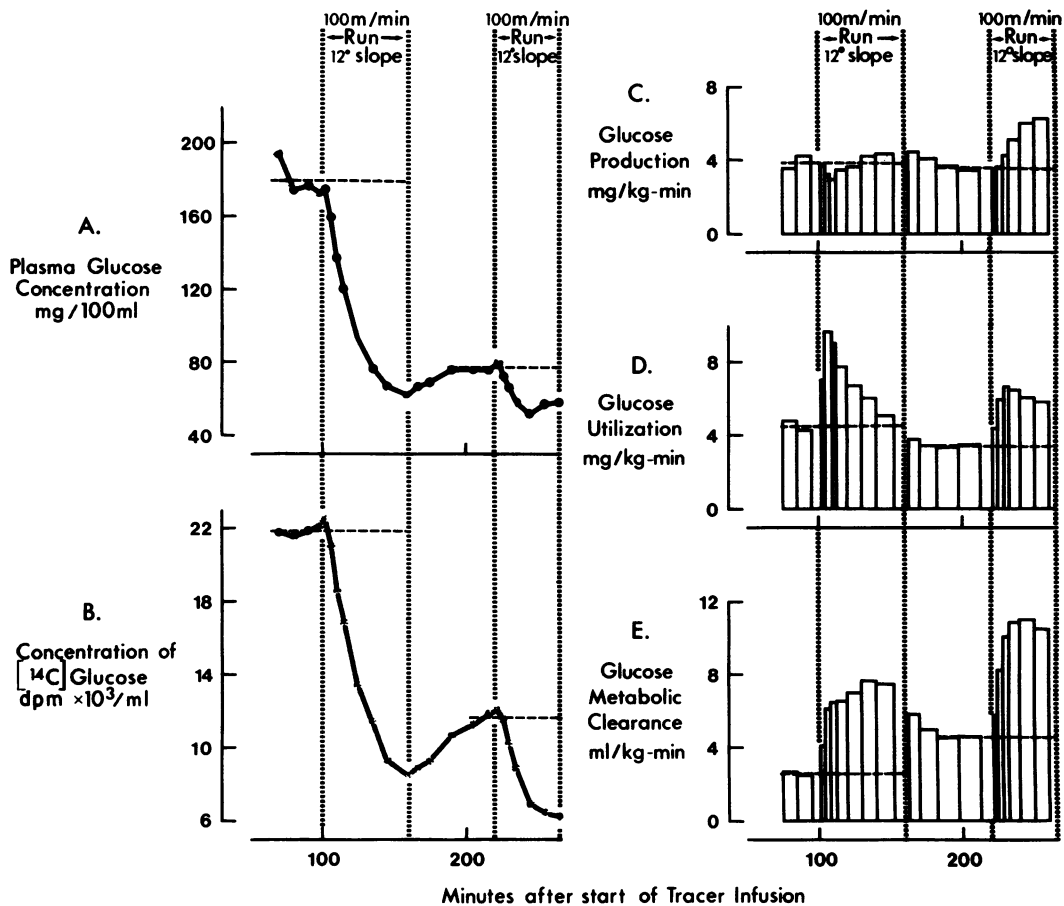 100m/min
Run
12° slope
100m/min
Run
12°slope
A.
Plasma Glucose
Concentration
mg/100ml
200
160
120
80
40
B.
Concentration of
[14C] Glucose
dpm ×10³/ml
22
18
14
10
6
100
200
100m/min
Run
12° slope
100m/min
Run
12°slope
C.
Glucose
Production
mg/kg-min
8
4
0
D.
Glucose
Utilization
mg/kg-min
8
4
0
E.
Glucose
Metabolic
Clearance
ml/kg-min
12
8
4
0
100
200
Minutes after start of Tracer Infusion